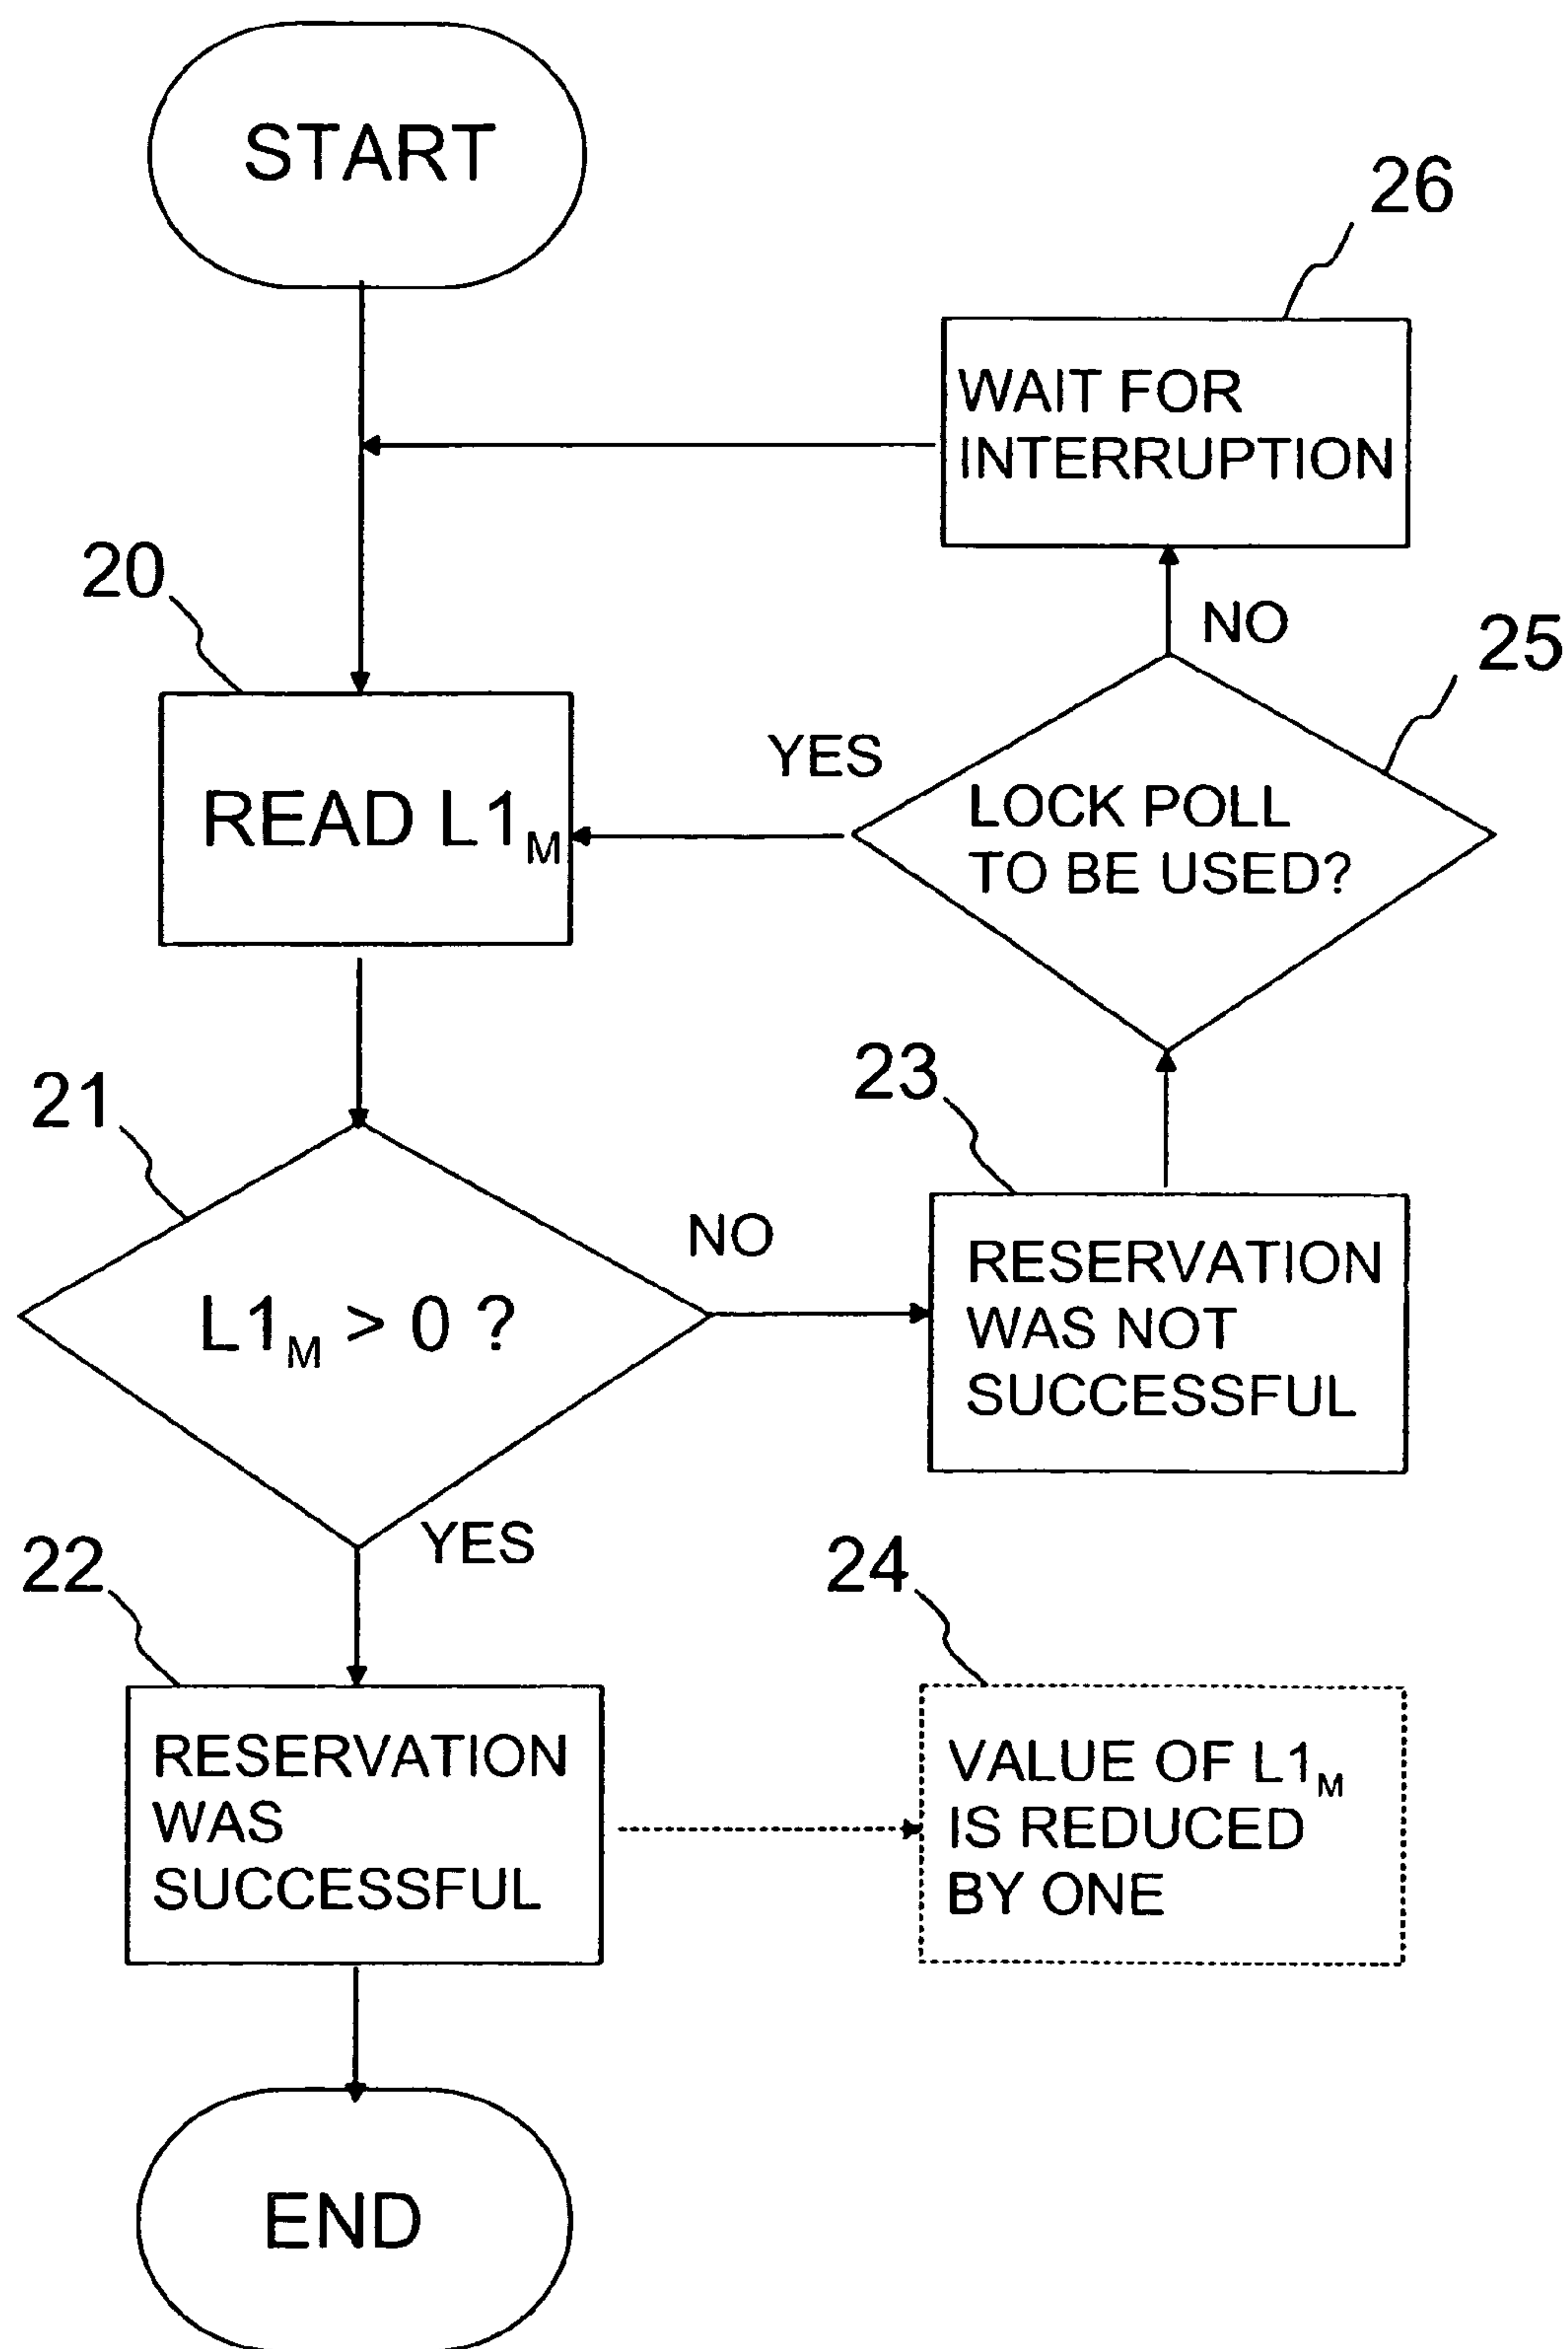 START
26
WAIT FOR
INTERRUPTION
20
NO
25
YES
READ L1M
LOCK POLL
TO BE USED?
21
23
NO
L1M > 0 ?
RESERVATION
WAS NOT
SUCCESSFUL
YES
22
24
RESERVATION
WAS
SUCCESSFUL
VALUE OF L1M
IS REDUCED
BY ONE
END